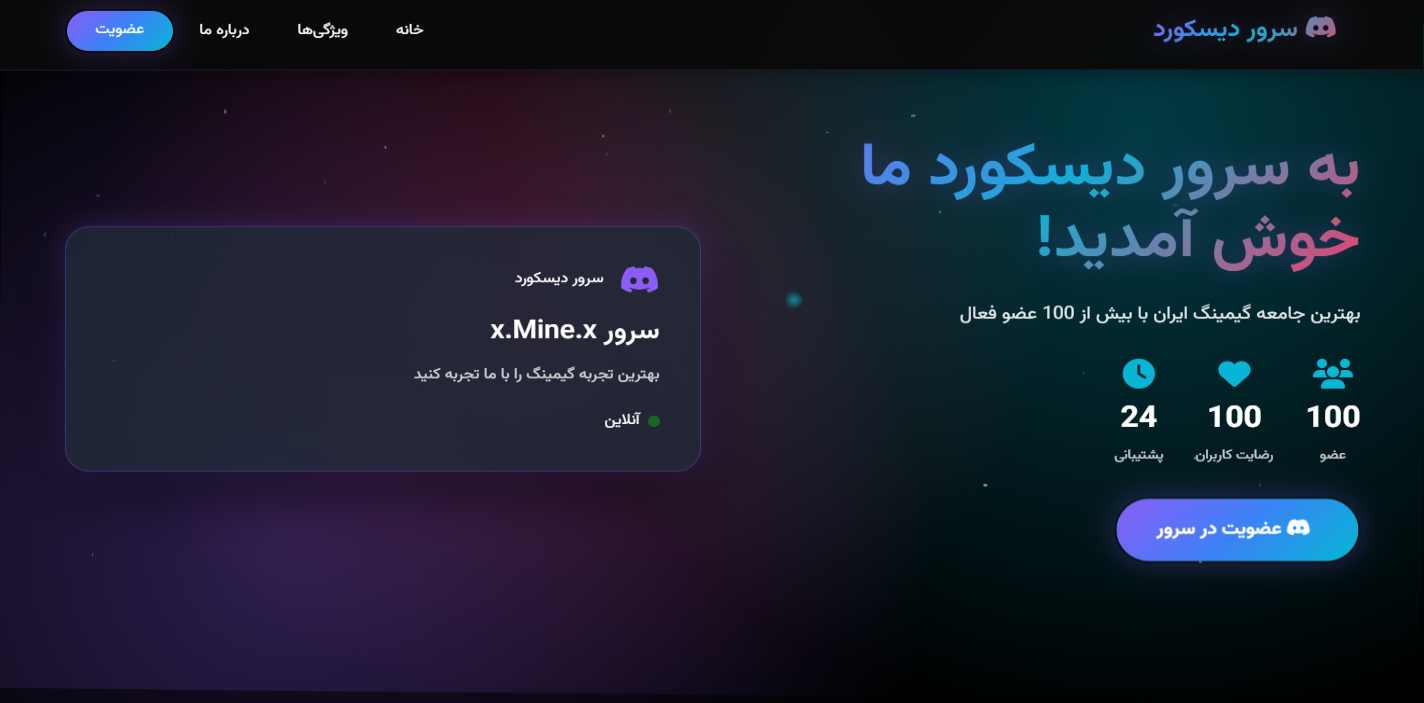 سرور دیسکورد
خانه
ویژگی‌ها
درباره ما
عضویت
به سرور دیسکورد ما
خوش آمدید!
بهترین جامعه گیمینگ ایران با بیش از 100 عضو فعال
100
عضو
100
رضایت کاربران
24
پشتیبانی
عضویت در سرور
سرور دیسکورد
سرور x.Mine.x
بهترین تجربه گیمینگ را با ما تجربه کنید
آنلاین